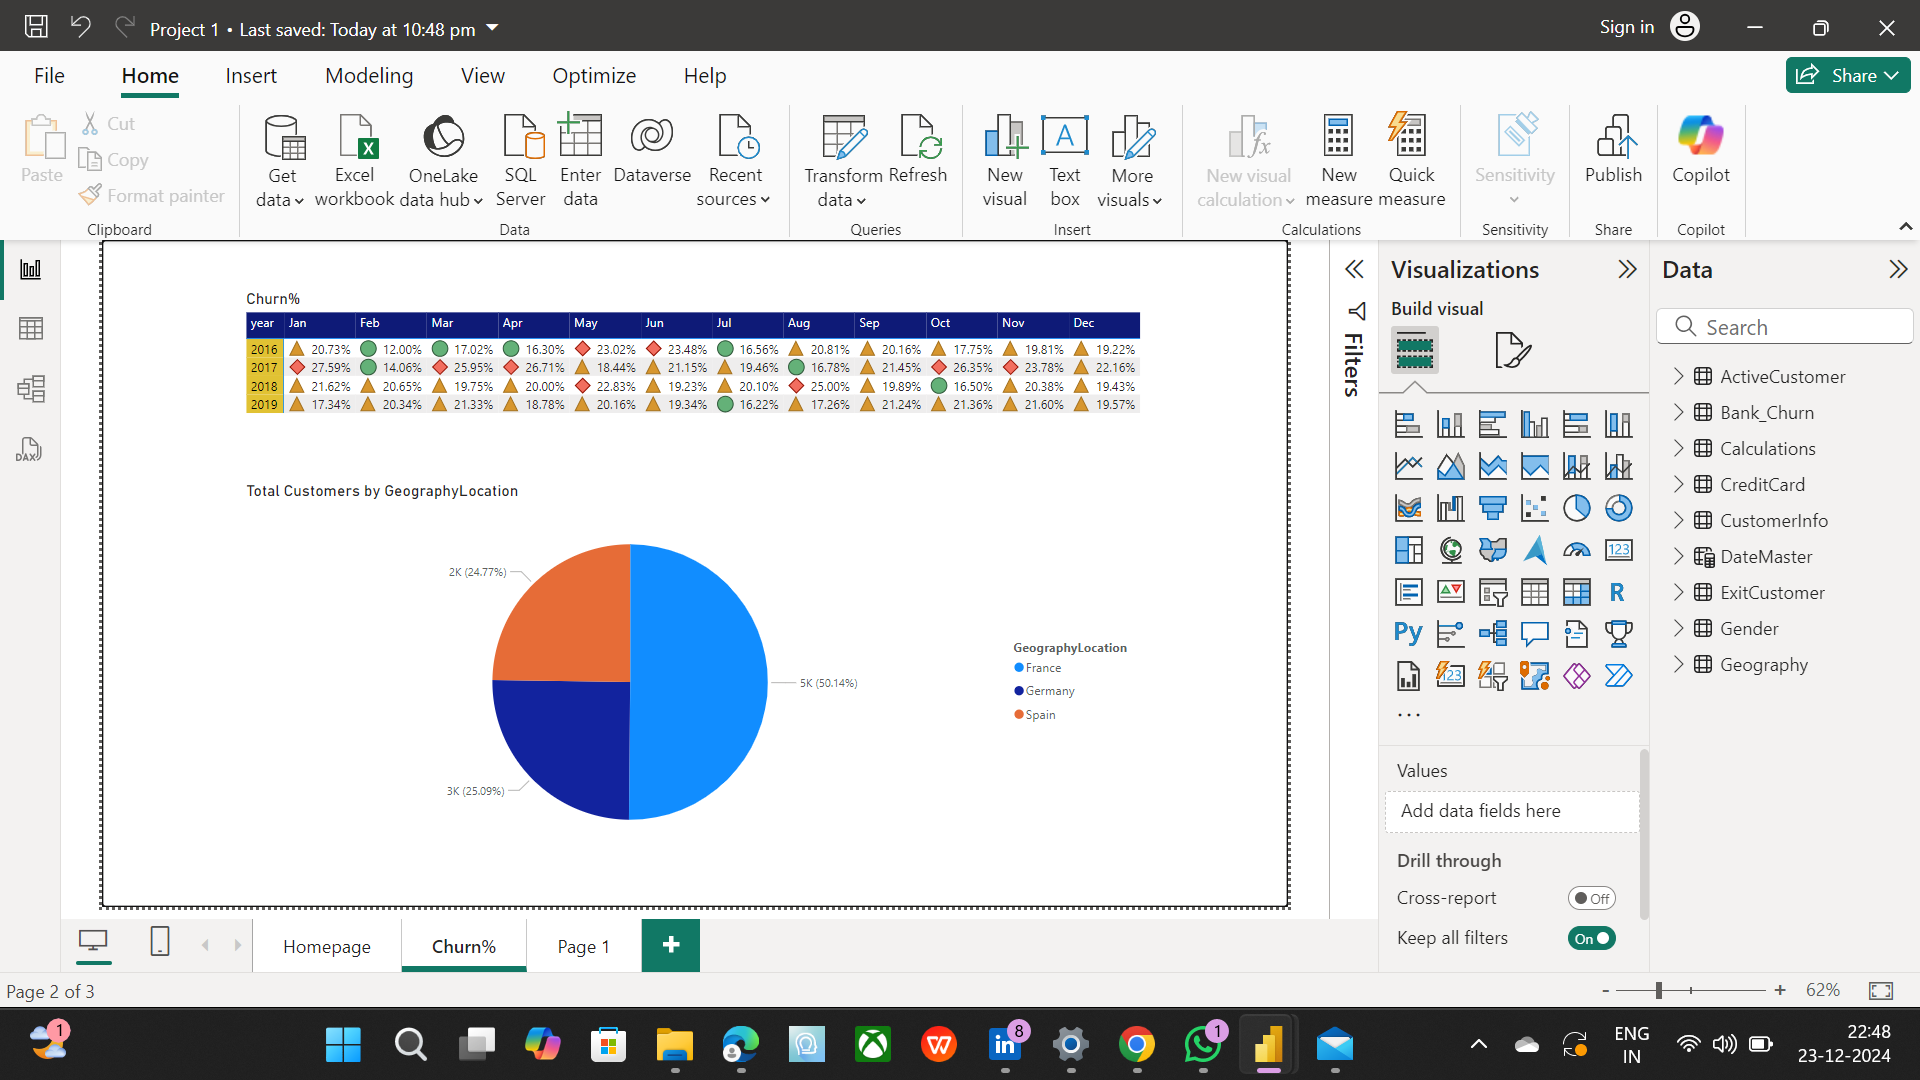 Project 1 • Last saved: Today at 10:48 pm
Sign in
File Home Insert Modeling View Optimize Help
Share
Paste
Cut
Copy
Format painter
Clipboard
Get data
Excel workbook
OneLake data hub
SQL Server
Enter data
Dataverse
Recent sources
Data
Transform data
Refresh
Queries
New visual
Text box
More visuals
Insert
New visual calculation
New measure
Quick measure
Calculations
Sensitivity
Sensitivity
Publish
Share
Copilot
Copilot
DAX
Churn%
year Jan Feb Mar Apr May Jun Jul Aug Sep Oct Nov Dec
2016 20.73% 12.00% 17.02% 16.30% 23.02% 23.48% 16.56% 20.81% 20.16% 17.75% 19.81% 19.22%
2017 27.59% 14.06% 25.95% 26.71% 18.44% 21.15% 19.46% 16.78% 21.45% 26.35% 23.78% 22.16%
2018 21.62% 20.65% 19.75% 20.00% 22.83% 19.23% 20.10% 25.00% 19.89% 16.50% 20.38% 19.43%
2019 17.34% 20.34% 21.33% 18.78% 20.16% 19.34% 16.22% 17.26% 21.24% 21.36% 21.60% 19.57%
Total Customers by GeographyLocation
2K (24.77%)
5K (50.14%)
3K (25.09%)
GeographyLocation
France
Germany
Spain
Filters
Visualizations
Build visual
123
R
Py
123
...
Values
Add data fields here
Drill through
Cross-report
Off
Keep all filters
On
Data
Search
ActiveCustomer
Bank_Churn
Calculations
CreditCard
CustomerInfo
DateMaster
ExitCustomer
Gender
Geography
Homepage
Churn%
Page 1
+
Page 2 of 3
- + 62%
1
in
8
1
ENG
IN
22:48
23-12-2024